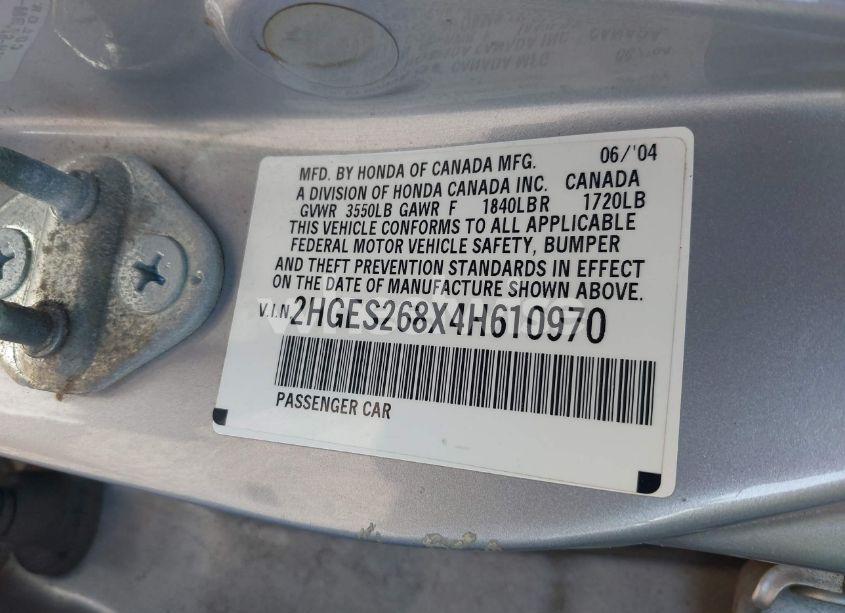 MFD. BY HONDA OF CANADA MFG. 06/'04
A DIVISION OF HONDA CANADA INC. CANADA
GVWR 3550LB GAWR F 1840LBR 1720LB
THIS VEHICLE CONFORMS TO ALL APPLICABLE
FEDERAL MOTOR VEHICLE SAFETY, BUMPER
AND THEFT PREVENTION STANDARDS IN EFFECT
ON THE DATE OF MANUFACTURE SHOWN ABOVE.
V.I.N 2HGES268X4H610970
PASSENGER CAR